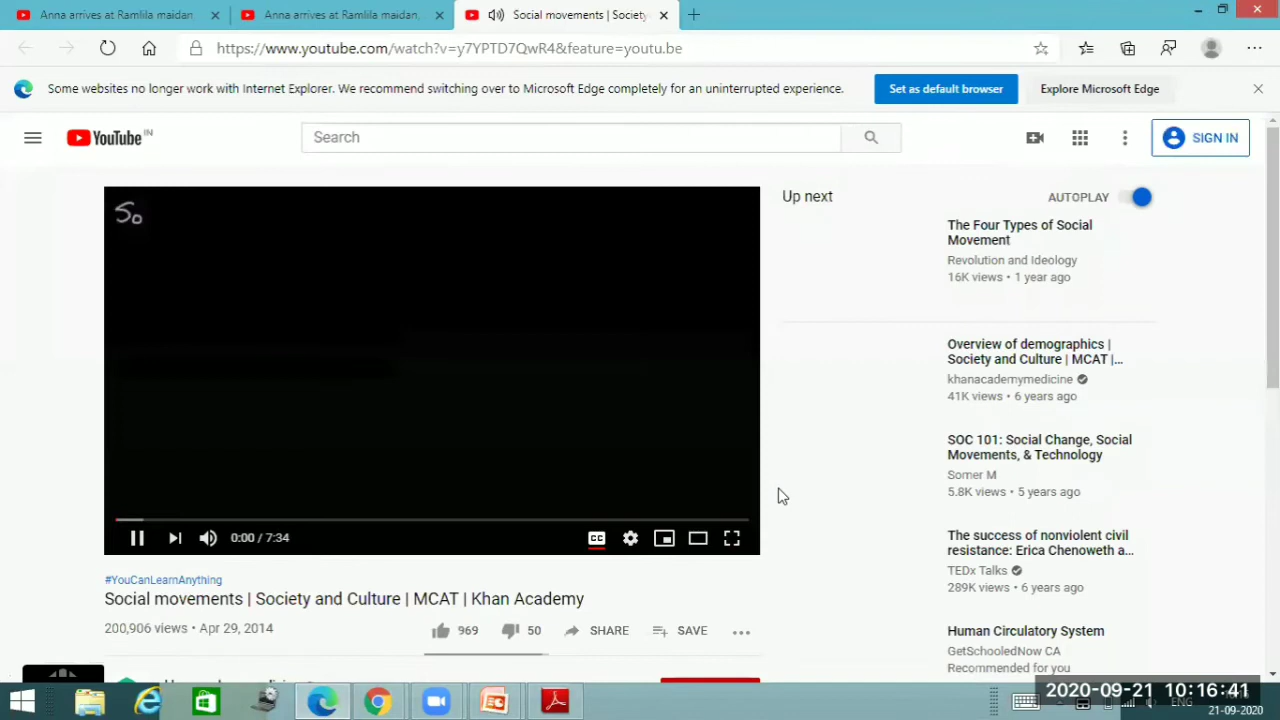 Anna arrives at Ramlila maidan
Anna arrives at Ramlila maidan,
Social movements | Society
https://www.youtube.com/watch?v=y7YPTD7QwR4&feature=youtu.be
Some websites no longer work with Internet Explorer. We recommend switching over to Microsoft Edge completely for an uninterrupted experience.
Set as default browser
Explore Microsoft Edge
YouTube IN
Search
SIGN IN
So
0:00 / 7:34
CC
#YouCanLearnAnything
Social movements | Society and Culture | MCAT | Khan Academy
200,906 views • Apr 29, 2014
969
50
SHARE
SAVE
Up next
AUTOPLAY
The Four Types of Social
Movement
Revolution and Ideology
16K views • 1 year ago
Overview of demographics |
Society and Culture | MCAT |...
khanacademymedicine
41K views • 6 years ago
SOC 101: Social Change, Social
Movements, & Technology
Somer M
5.8K views • 5 years ago
The success of nonviolent civil
resistance: Erica Chenoweth a...
TEDx Talks
289K views • 6 years ago
Human Circulatory System
GetSchooledNow CA
Recommended for you
2020-09-21 10:16:41
ENG
21-09-2020